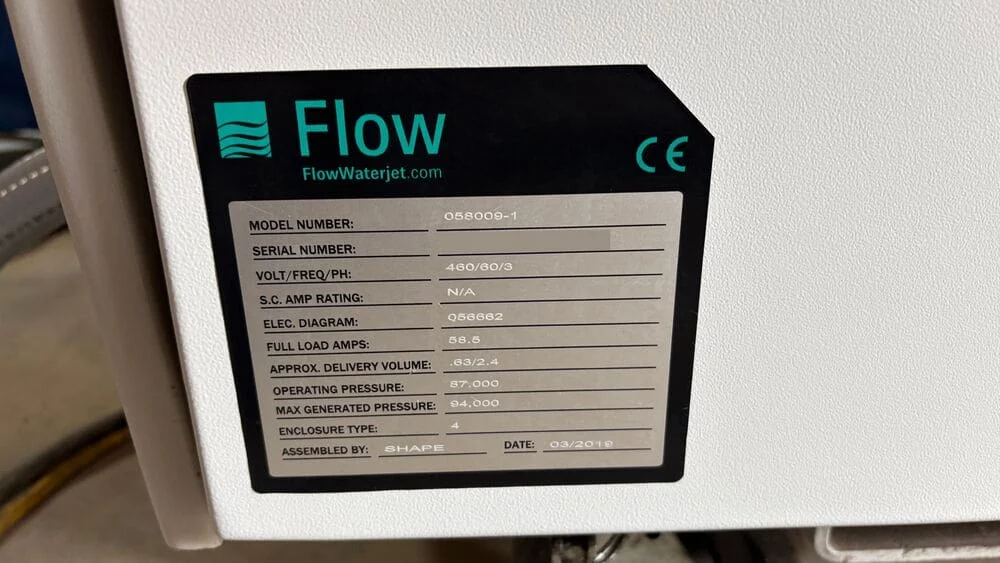 Flow
FlowWaterjet.com
CE
MODEL NUMBER: 058009-1
SERIAL NUMBER:
VOLT/FREQ/PH: 460/60/3
S.C. AMP RATING: N/A
ELEC. DIAGRAM: 056662
FULL LOAD AMPS: 58.5
APPROX. DELIVERY VOLUME: .63/2.4
OPERATING PRESSURE: 87,000
MAX GENERATED PRESSURE: 94,000
ENCLOSURE TYPE: 4
ASSEMBLED BY: SHAPE DATE: 03/2019